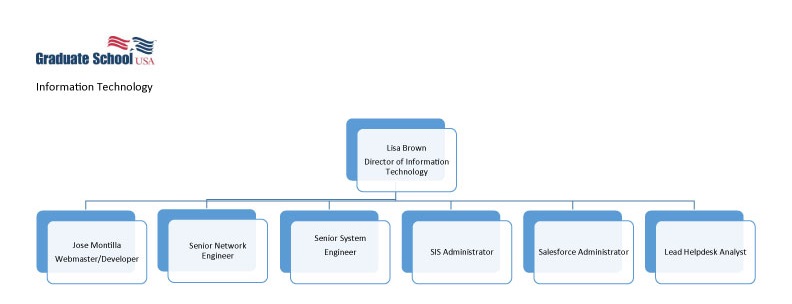 Graduate School USA
Information Technology
Lisa Brown
Director of Information
Technology
Jose Montilla
Webmaster/Developer
Senior Network
Engineer
Senior System
Engineer
SIS Administrator
Salesforce Administrator
Lead Helpdesk Analyst